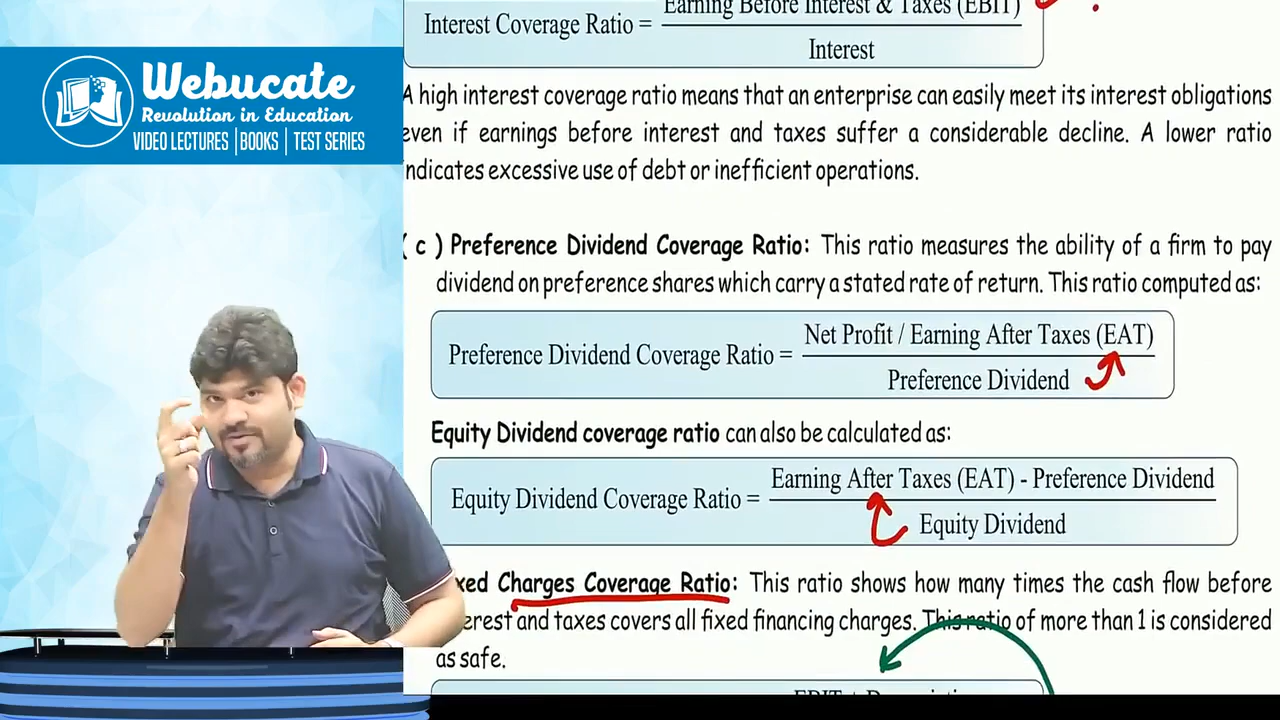 Webucate
Revolution in Education
VIDEO LECTURES | BOOKS | TEST SERIES
Earning Before Interest & Taxes (EBIT)
Interest Coverage Ratio =
Interest
A high interest coverage ratio means that an enterprise can easily meet its interest obligations
even if earnings before interest and taxes suffer a considerable decline. A lower ratio
ndicates excessive use of debt or inefficient operations.
( c ) Preference Dividend Coverage Ratio: This ratio measures the ability of a firm to pay
dividend on preference shares which carry a stated rate of return. This ratio computed as:
Net Profit / Earning After Taxes (EAT)
Preference Dividend Coverage Ratio =
Preference Dividend
Equity Dividend coverage ratio can also be calculated as:
Earning After Taxes (EAT) - Preference Dividend
Equity Dividend Coverage Ratio =
Equity Dividend
xed Charges Coverage Ratio: This ratio shows how many times the cash flow before
erest and taxes covers all fixed financing charges. This ratio of more than 1 is considered
as safe.